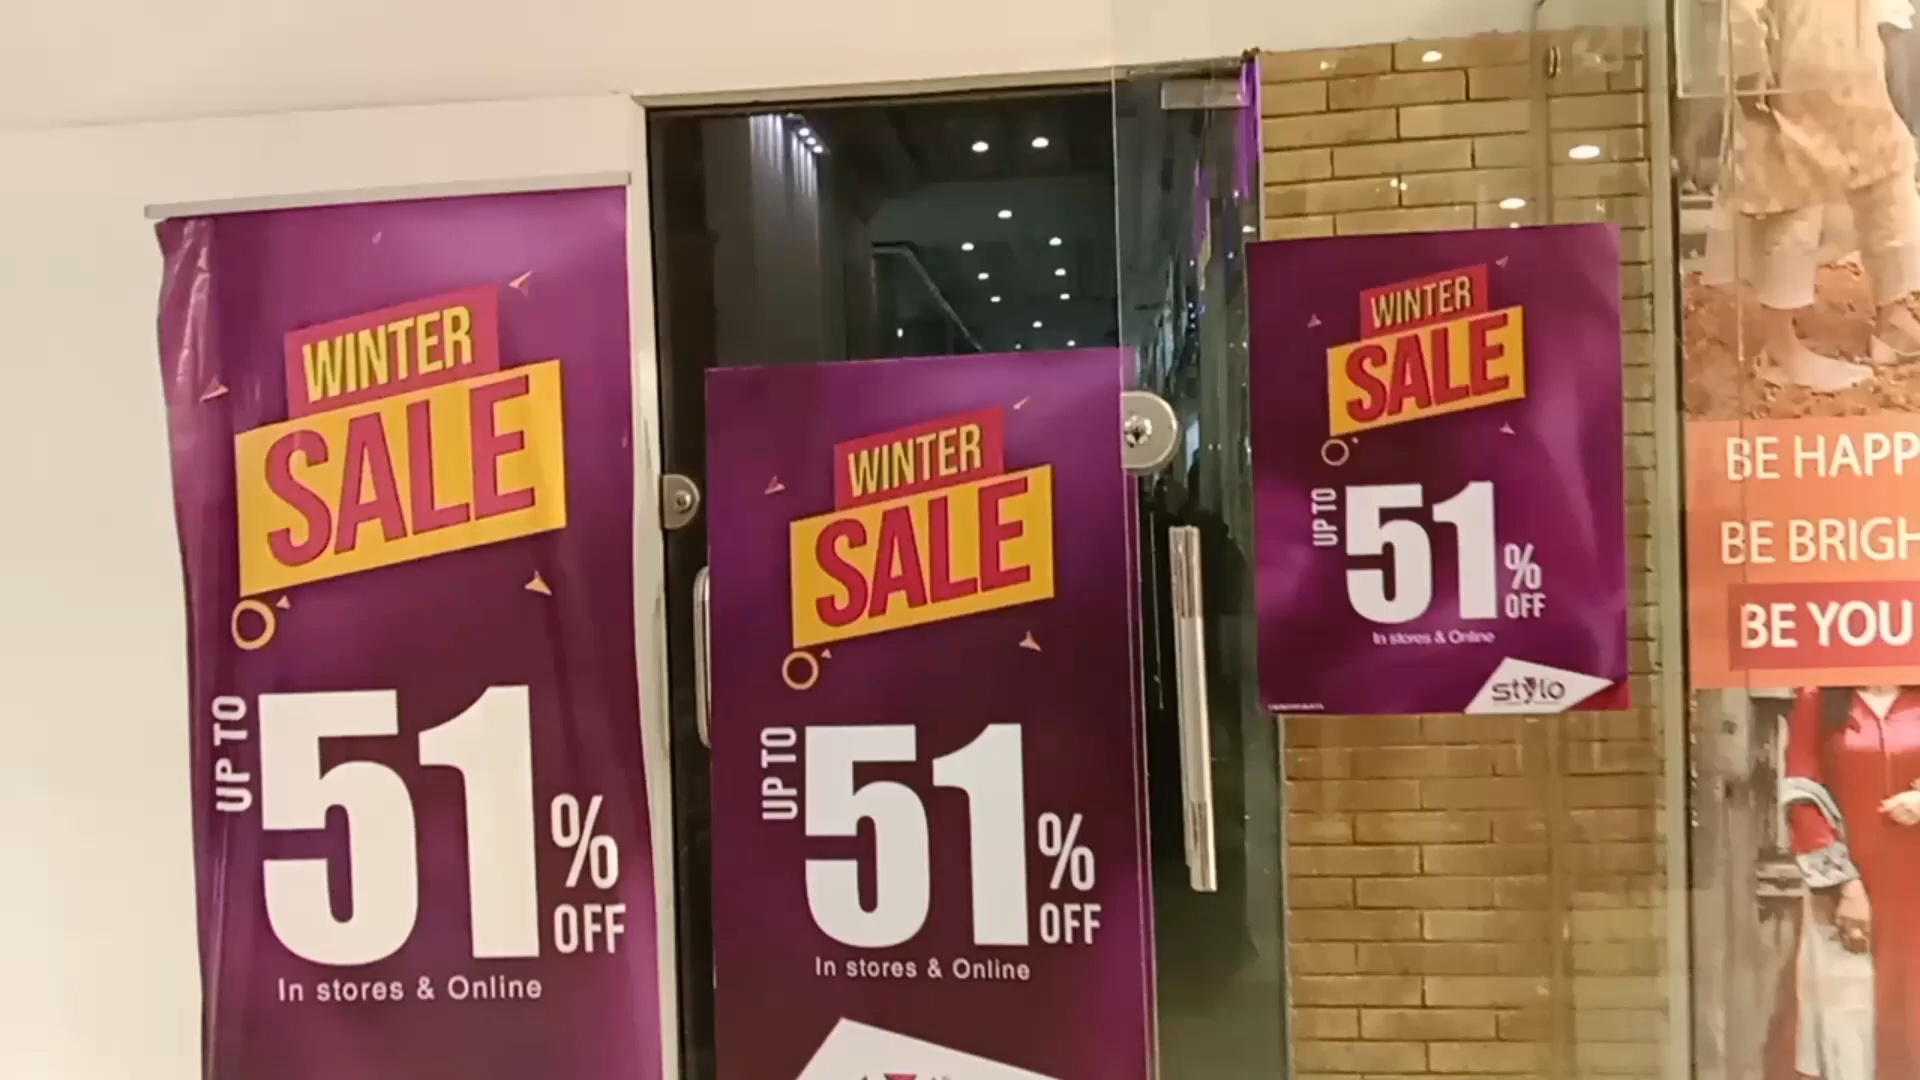 WINTER
SALE
UP TO
51
%
OFF
In stores & Online
WINTER
SALE
UP TO
51
%
OFF
In stores & Online
WINTER
SALE
UP TO
51
%
OFF
In stores & Online
stylo
BE HAPP
BE BRIGH
BE YOU